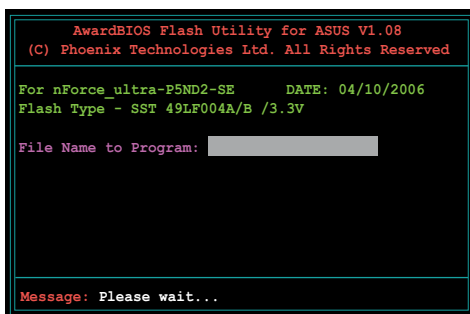 AwardBIOS Flash Utility for ASUS V1.08
(C) Phoenix Technologies Ltd. All Rights Reserved
For nForce_ultra-P5ND2-SE DATE: 04/10/2006
Flash Type - SST 49LF004A/B /3.3V
File Name to Program:
Message: Please wait...